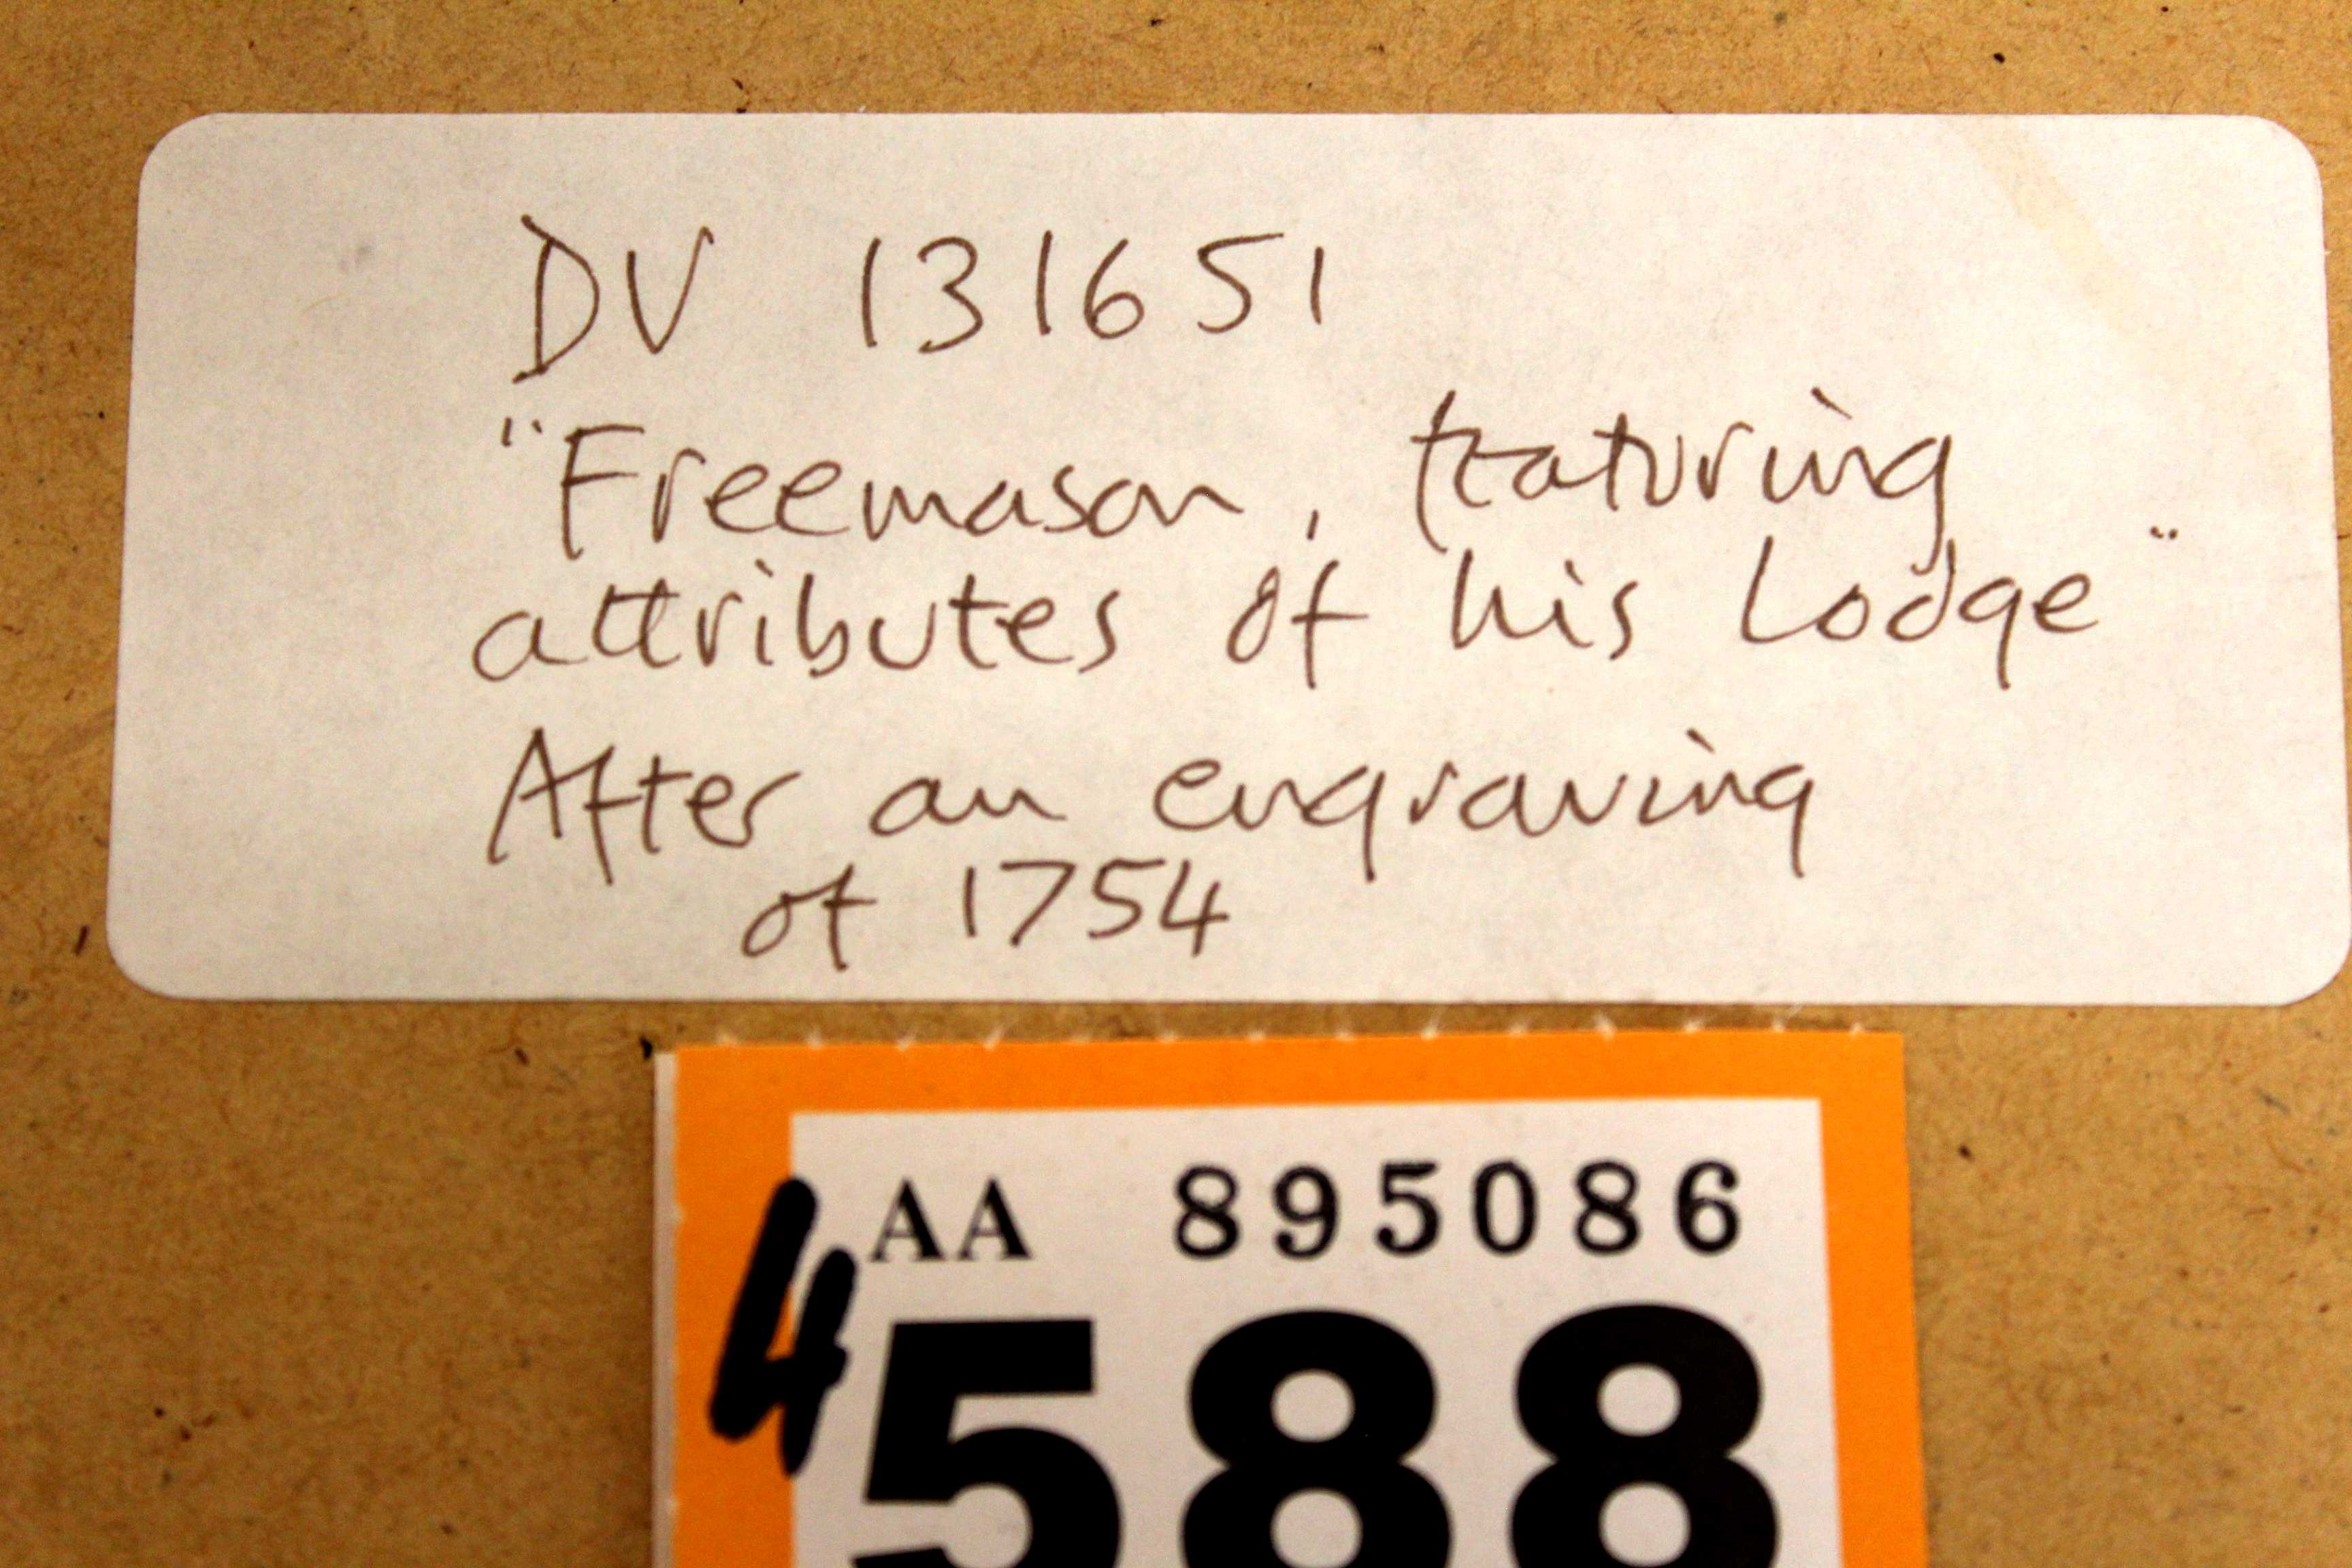 DV 131651
"Freemason, featuring
attributes of his Lodge"
After an engraving
of 1754
AA 895086
4
588